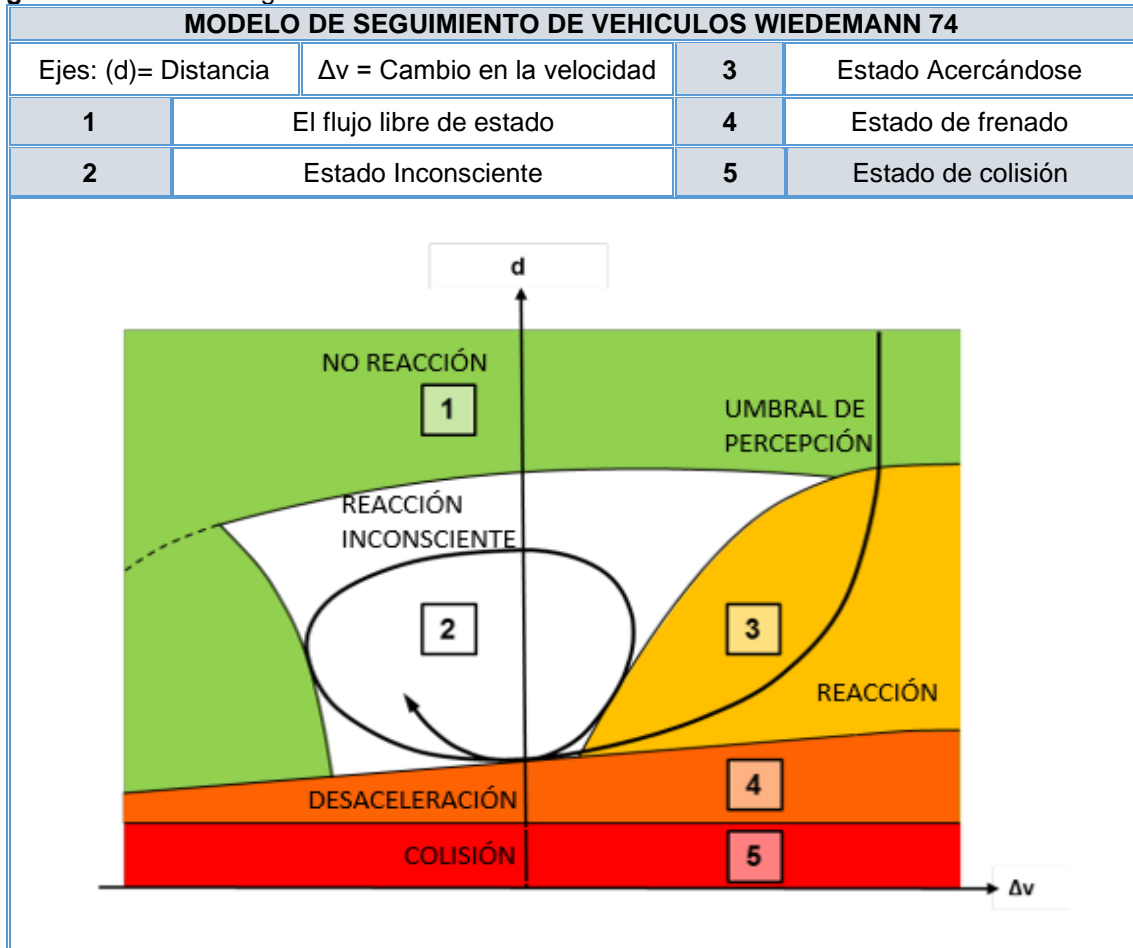 MODELO DE SEGUIMIENTO DE VEHICULOS WIEDEMANN 74
Ejes: (d)= Distancia Δv = Cambio en la velocidad 3 Estado Acercándose
1 El flujo libre de estado 4 Estado de frenado
2 Estado Inconsciente 5 Estado de colisión
d
NO REACCIÓN
1
UMBRAL DE
PERCEPCIÓN
REACCIÓN
INCONSCIENTE
2
3
REACCIÓN
4
DESACELERACIÓN
COLISIÓN
5
Δv